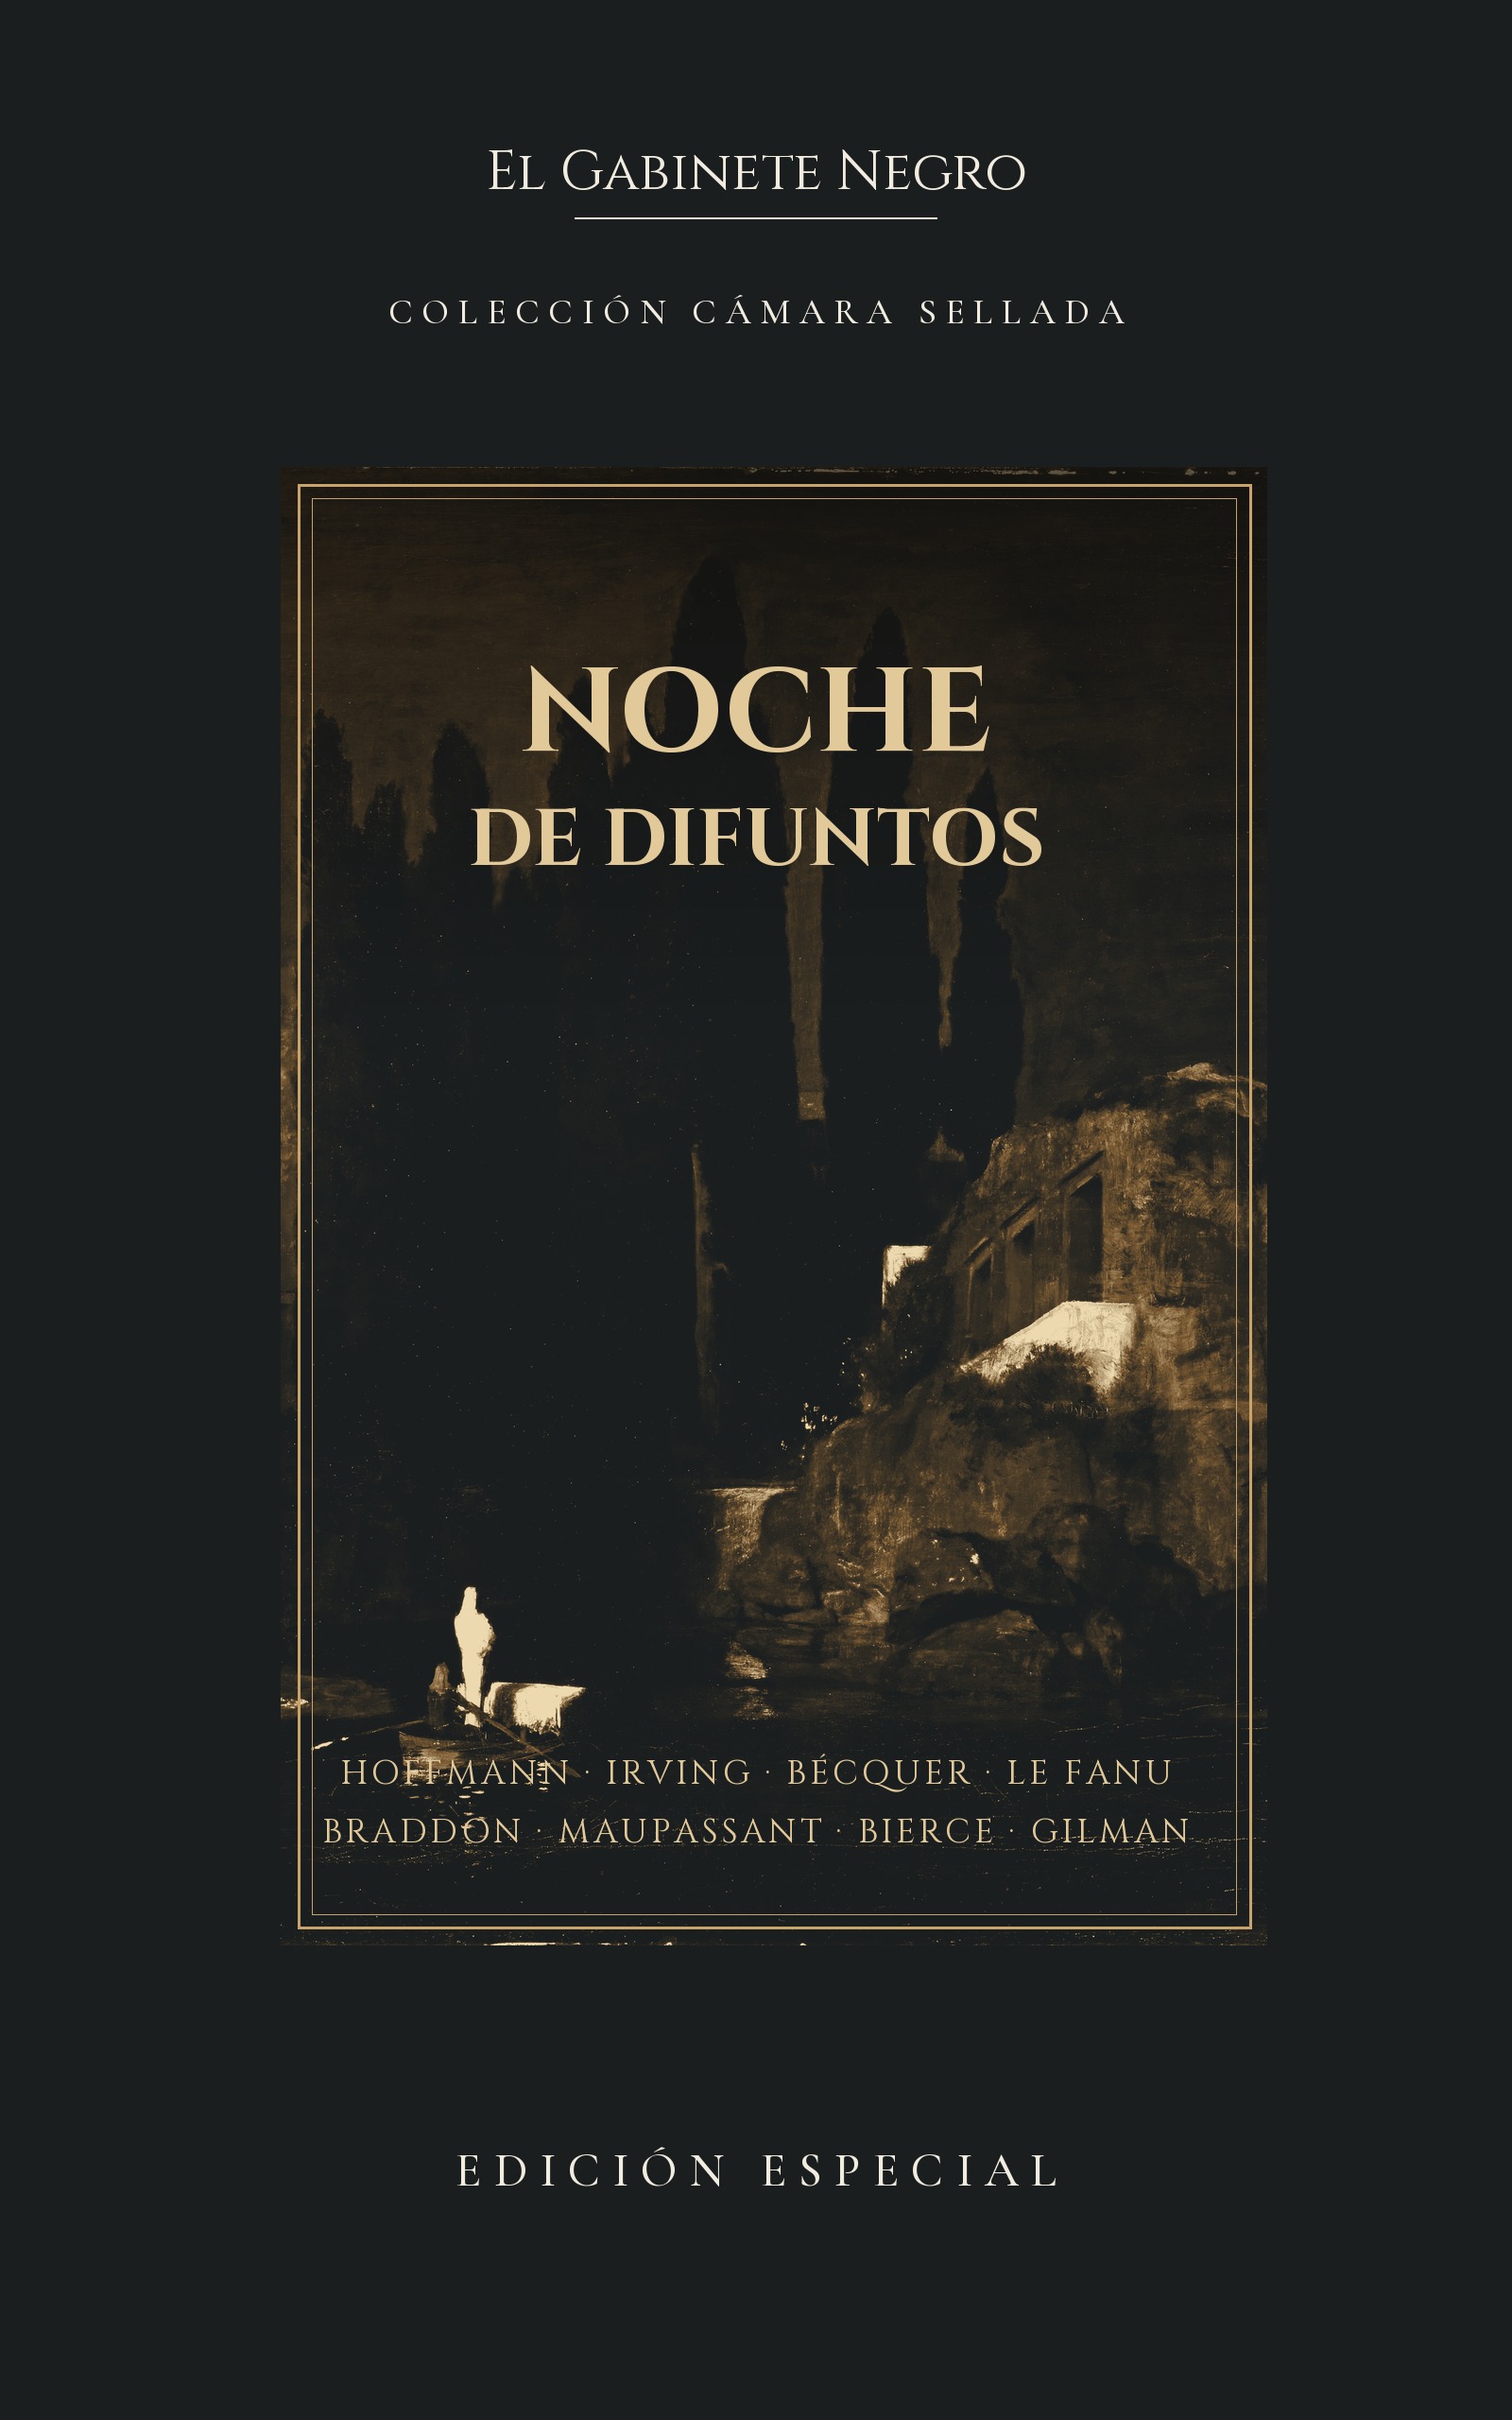 El Gabinete Negro
COLECCIÓN CÁMARA SELLADA
NOCHE
DE DIFUNTOS
HOFFMANN · IRVING · BÉCQUER · LE FANU
BRADDON · MAUPASSANT · BIERCE · GILMAN
EDICIÓN ESPECIAL